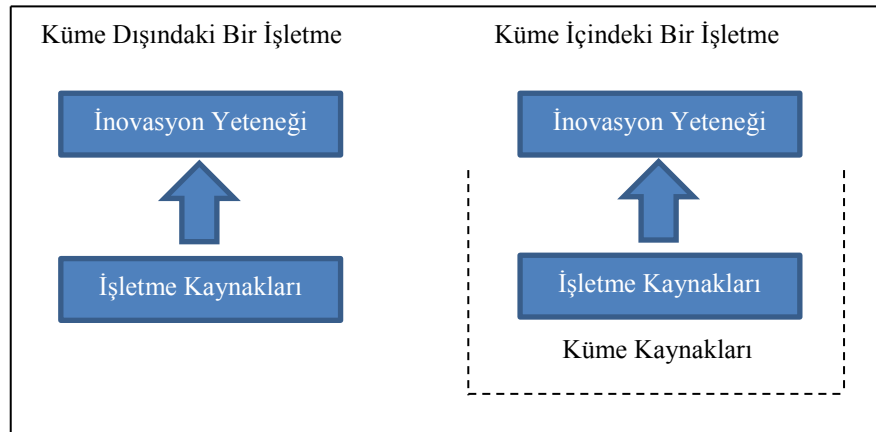 Küme Dışındaki Bir İşletme
İnovasyon Yeteneği
İşletme Kaynakları
Küme İçindeki Bir İşletme
İnovasyon Yeteneği
İşletme Kaynakları
Küme Kaynakları